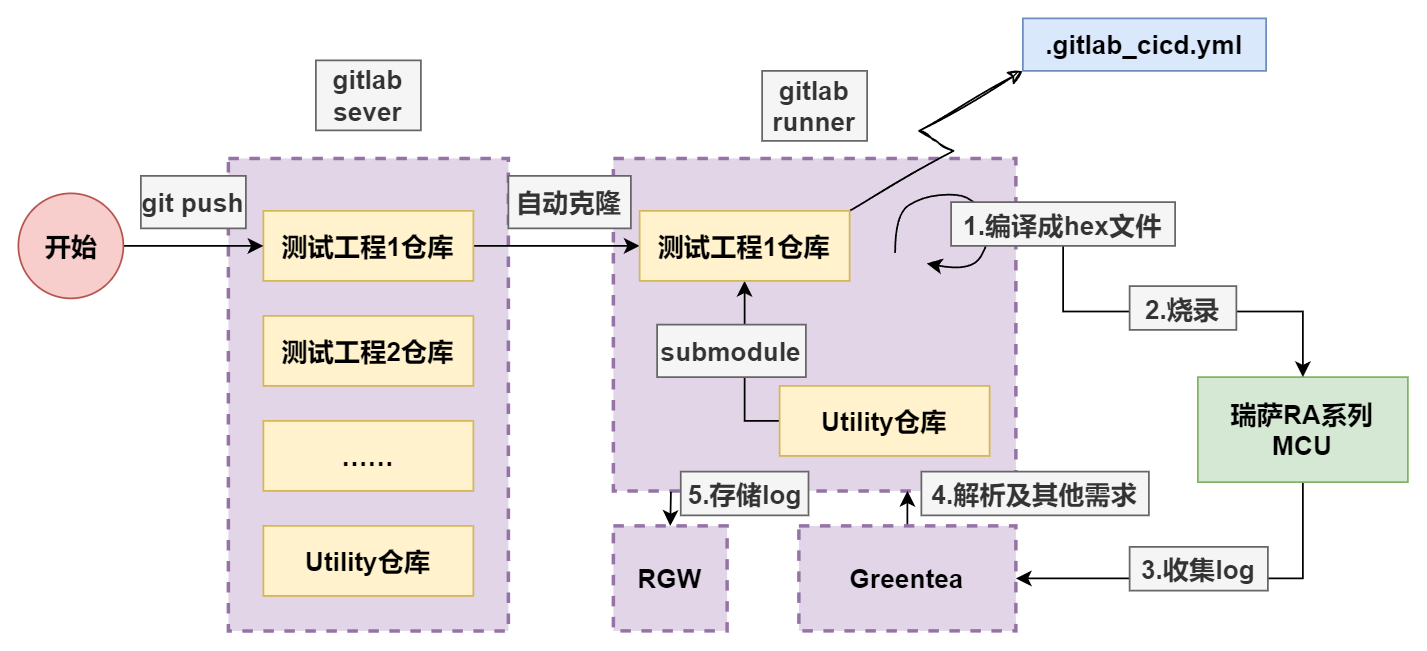 .gitlab_cicd.yml
gitlab
sever
gitlab
runner
git push
自动克隆
开始
测试工程1仓库
测试工程1仓库
1.编译成hex文件
2.烧录
测试工程2仓库
submodule
瑞萨RA系列
MCU
Utility仓库
......
5.存储log
4.解析及其他需求
Utility仓库
RGW
Greentea
3.收集log